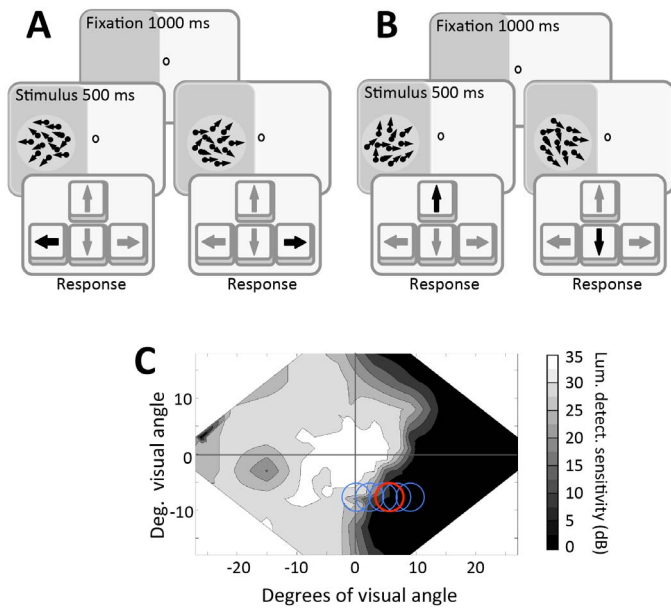 A
B
Fixation 1000 ms
Fixation 1000 ms
Stimulus 500 ms
Stimulus 500 ms
Response
Response
Response
Response
C
Deg. visual angle
10
0
-10
-20
-10
0
10
20
Degrees of visual angle
35
30
25
20
15
10
5
0
Lum. detect. sensitivity (dB)